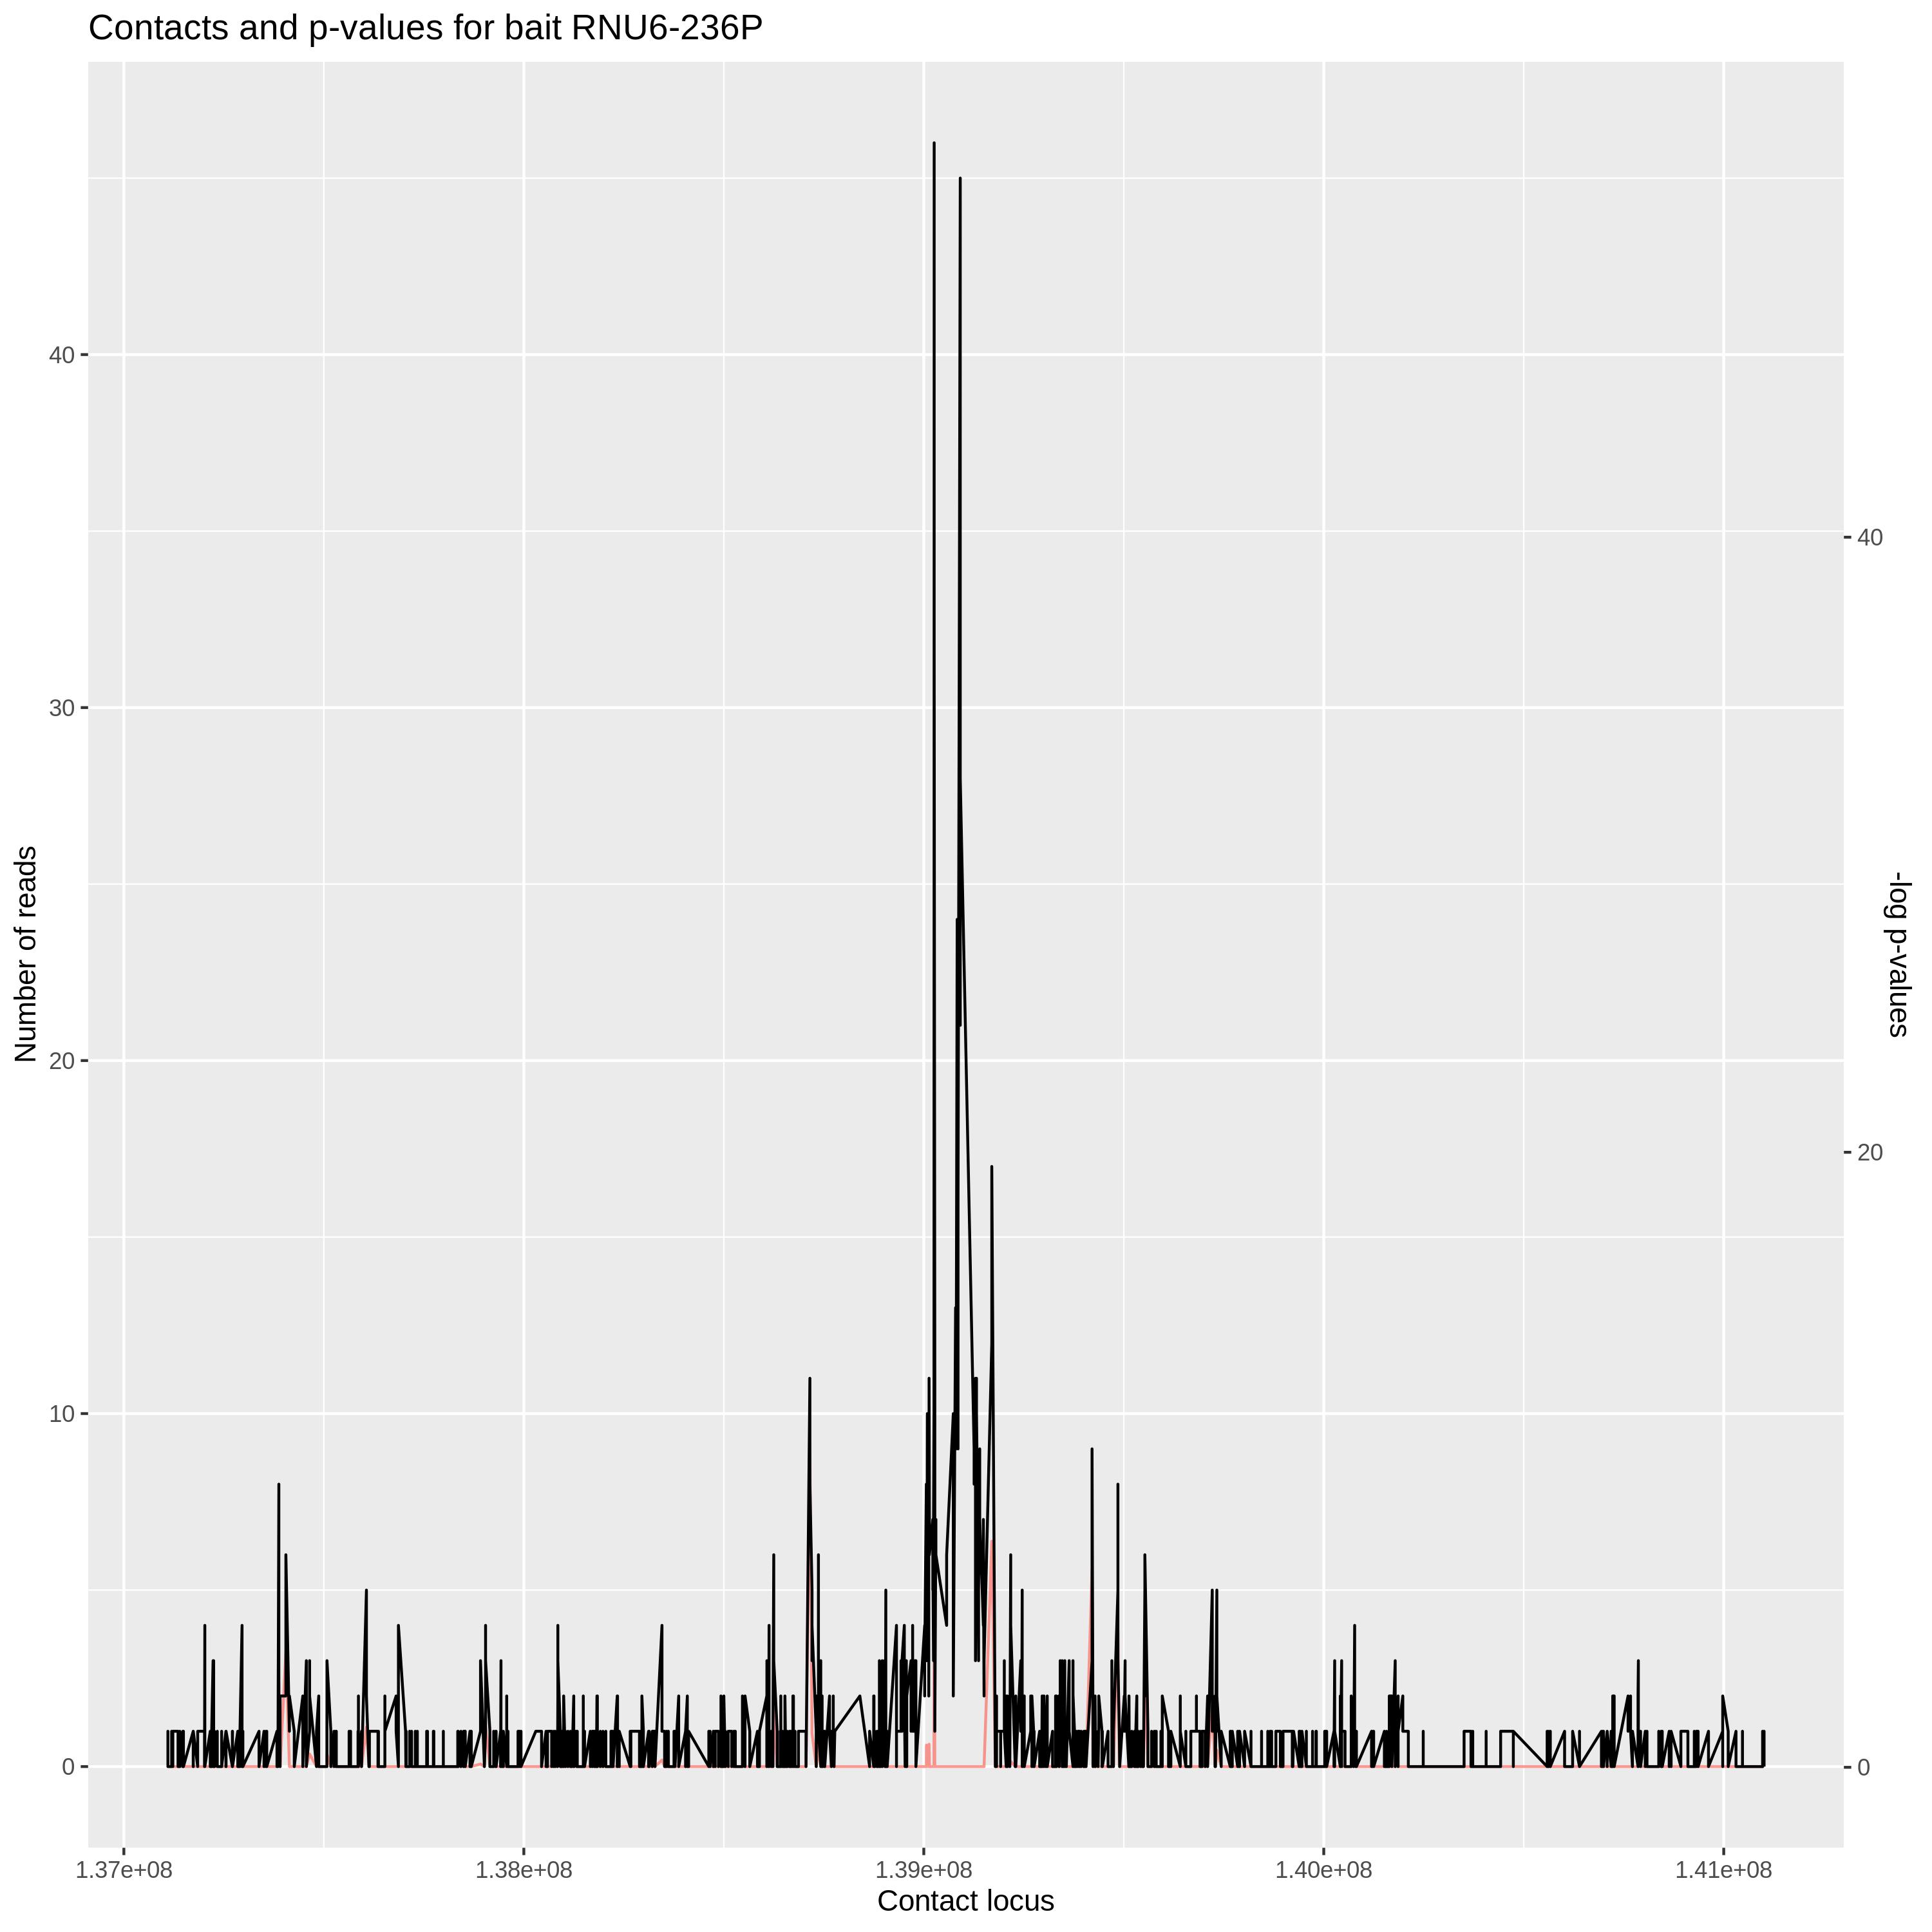 Contacts and p-values for bait RNU6-236P
40
30
20
10
0
Number of reads
40
20
0
-log p-values
1.37e+08 1.38e+08 1.39e+08 1.40e+08 1.41e+08
Contact locus